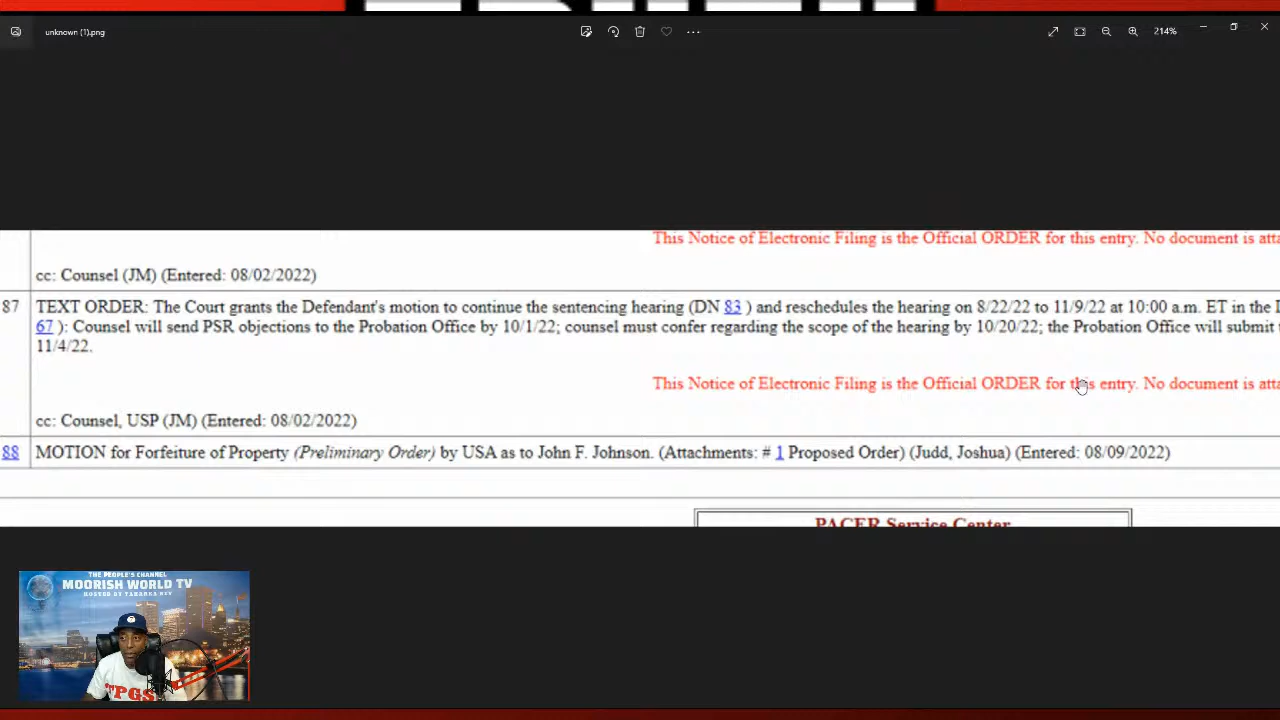 unknown (1).png
214%
This Notice of Electronic Filing is the Official ORDER for this entry. No document is atta
cc: Counsel (JM) (Entered: 08/02/2022)
87 TEXT ORDER: The Court grants the Defendant's motion to continue the sentencing hearing (DN 83 ) and reschedules the hearing on 8/22/22 to 11/9/22 at 10:00 a.m. ET in the
67 ): Counsel will send PSR objections to the Probation Office by 10/1/22; counsel must confer regarding the scope of the hearing by 10/20/22; the Probation Office will submit
11/4/22.
This Notice of Electronic Filing is the Official ORDER for this entry. No document is atta
cc: Counsel, USP (JM) (Entered: 08/02/2022)
88 MOTION for Forfeiture of Property (Preliminary Order) by USA as to John F. Johnson. (Attachments: # 1 Proposed Order) (Judd, Joshua) (Entered: 08/09/2022)
PACER Service Center
THE PEOPLE'S CHANNEL
MOORISH WORLD TV
HOSTED BY
TPGS